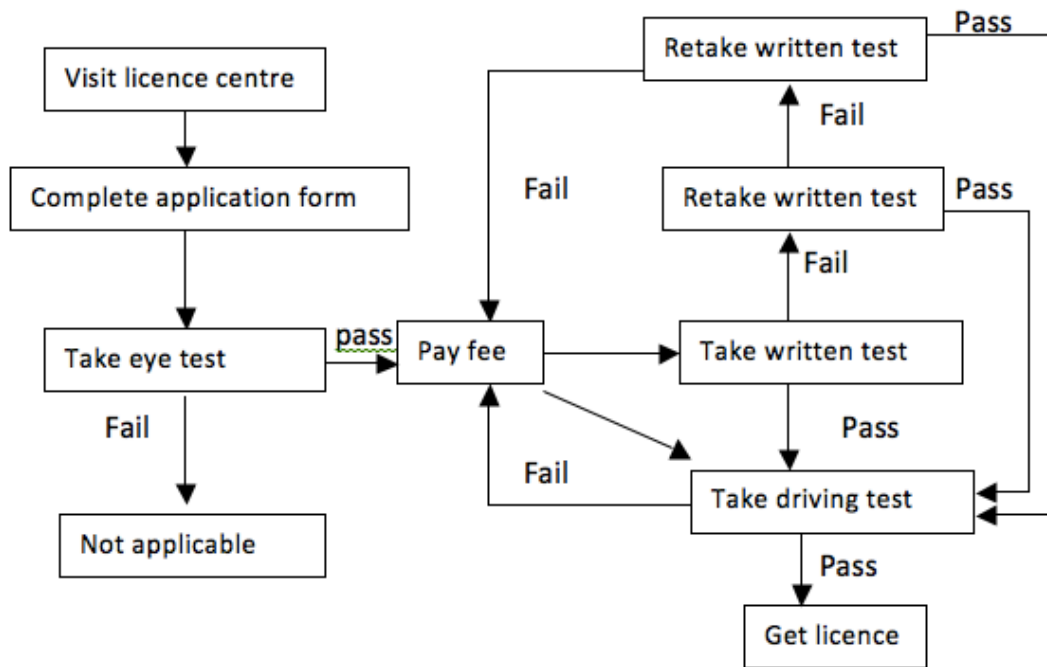 Visit licence centre
Complete application form
Take eye test
Fail
Not applicable
pass
Pay fee
Take written test
Fail
Retake written test
Pass
Fail
Retake written test
Pass
Fail
Pass
Fail
Take driving test
Pass
Get licence